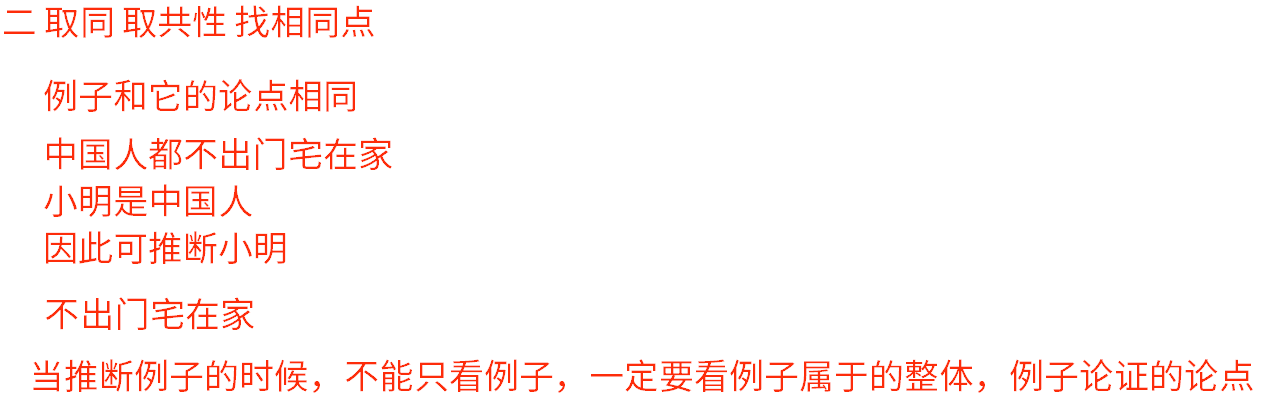 二 取同 取共性 找相同点
例子和它的论点相同
中国人都不出门宅在家
小明是中国人
因此可推断小明
不出门宅在家
当推断例子的时候，不能只看例子，一定要看例子属于的整体，例子论证的论点